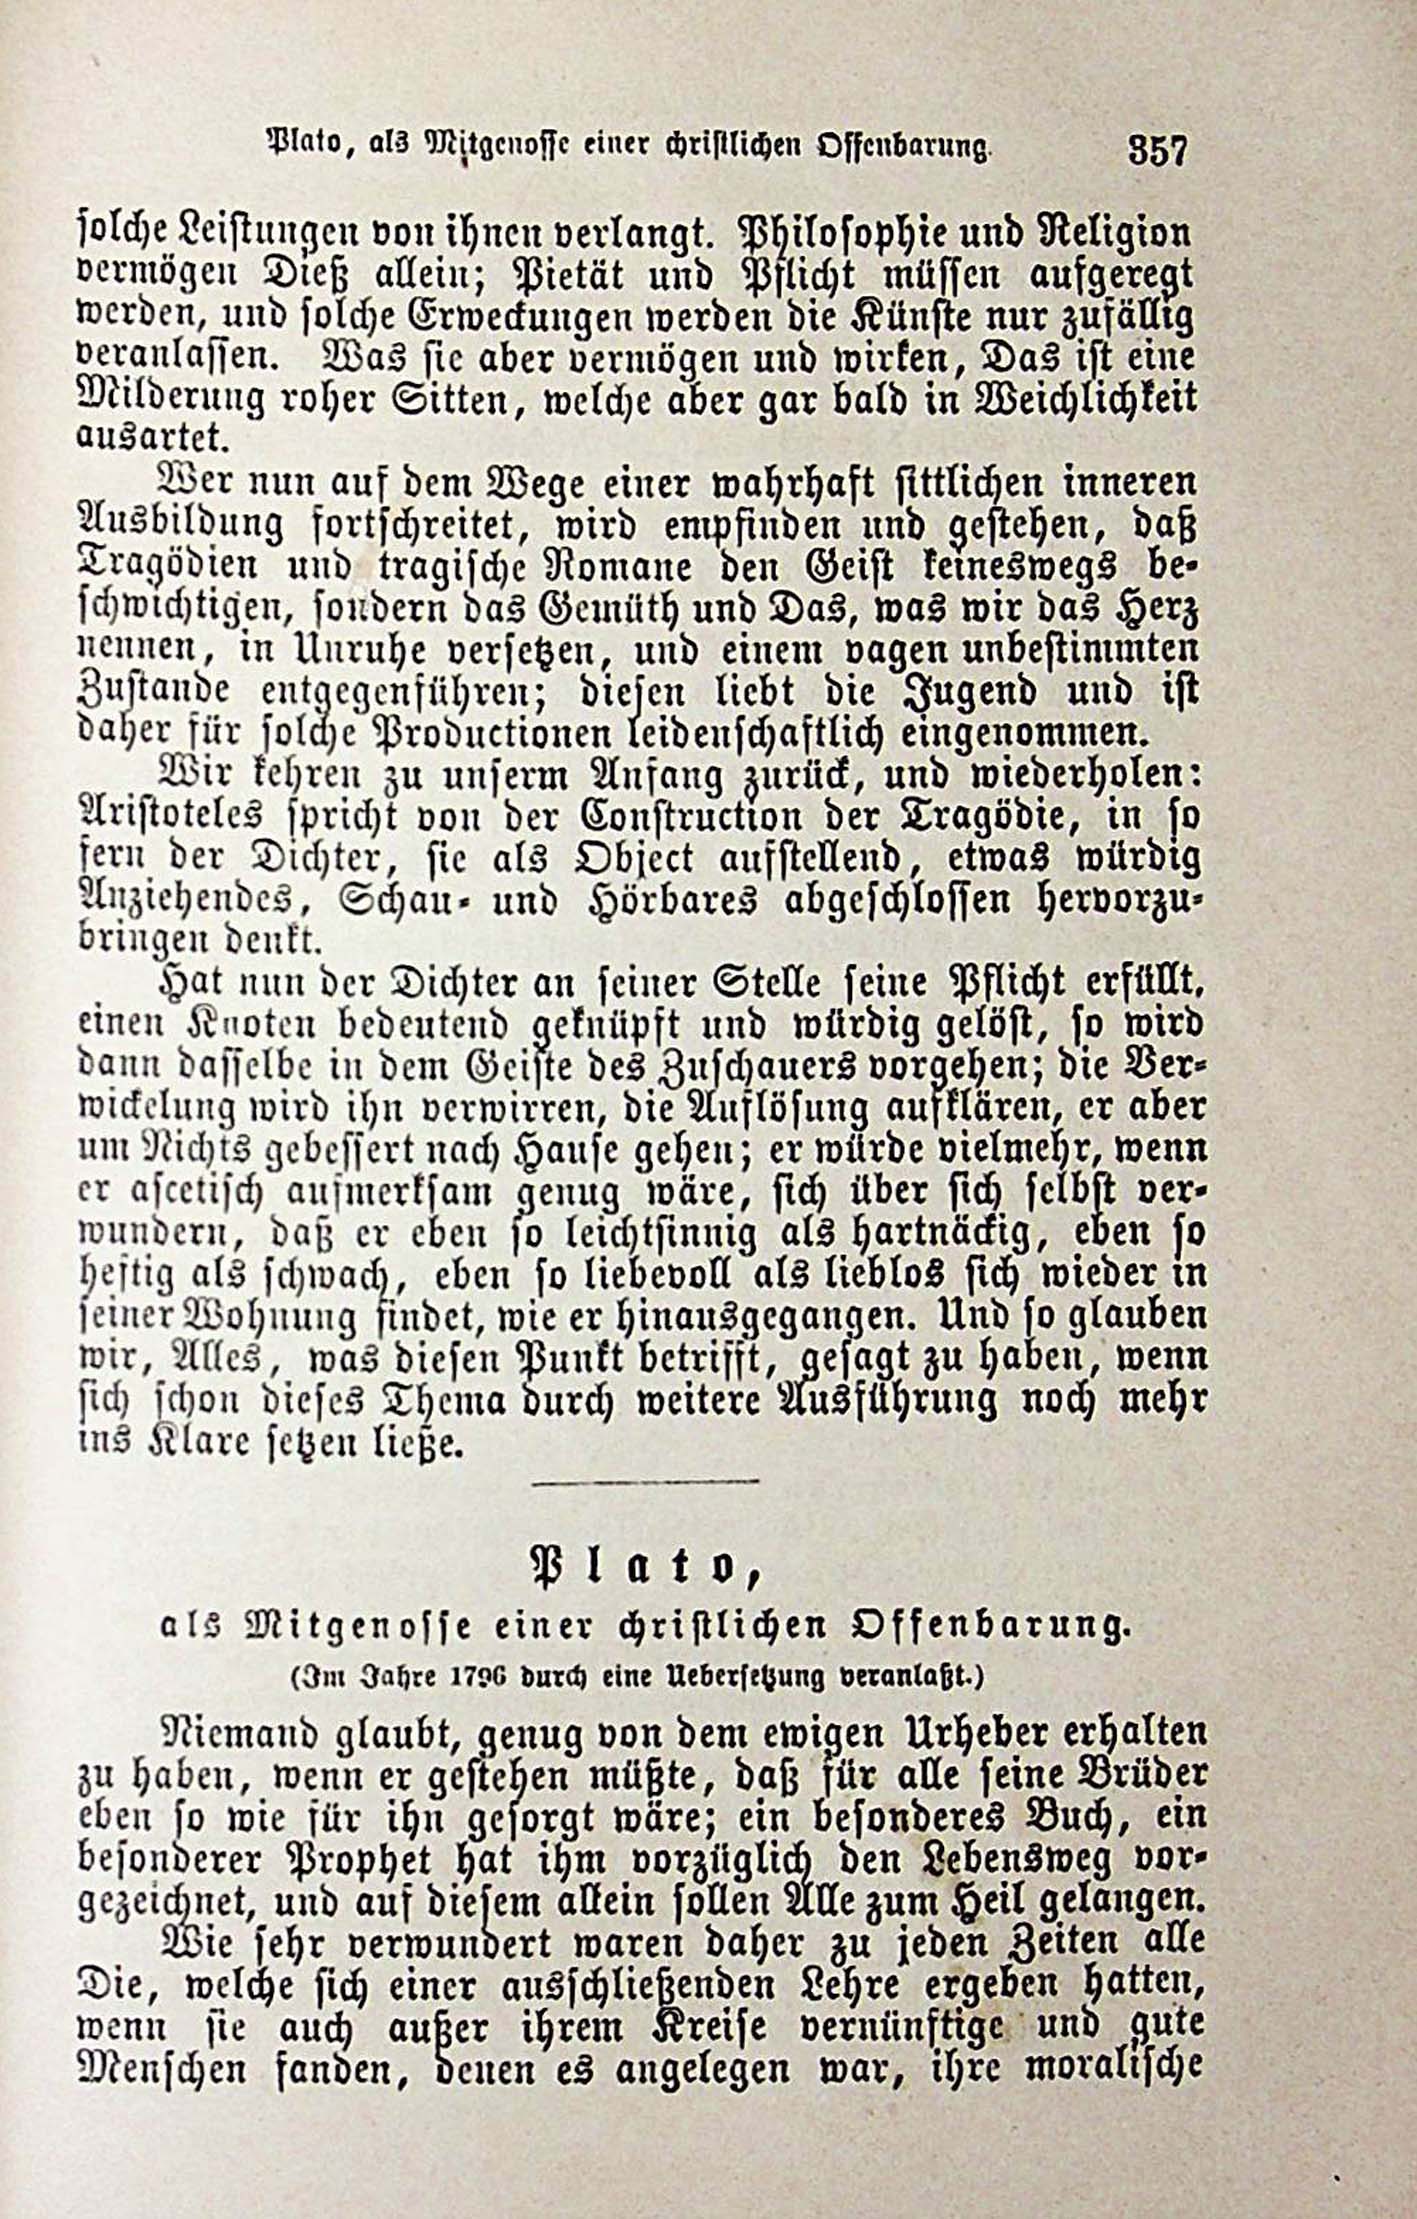 Plato, als Mitgenosse einer christlichen Offenbarung. 357
solche Leistungen von ihnen verlangt. Philosophie und Religion
vermögen Dieß allein; Pietät und Pflicht müssen aufgeregt
werden, und solche Erweckungen werden die Künste nur zufällig
veranlassen. Was sie aber vermögen und wirken, Das ist eine
Milderung roher Sitten, welche aber gar bald in Weichlichkeit
ausartet.
Wer nun auf dem Wege einer wahrhaft sittlichen inneren
Ausbildung fortschreitet, wird empfinden und gestehen, daß
Tragödien und tragische Romane den Geist keineswegs be-
schwichtigen, sondern das Gemüth und Das, was wir das Herz
nennen, in Unruhe versetzen, und einem vagen unbestimmten
Zustande entgegenführen; diesen liebt die Jugend und ist
daher für solche Productionen leidenschaftlich eingenommen.
Wir kehren zu unserm Anfang zurück, und wiederholen:
Aristoteles spricht von der Construction der Tragödie, in so
fern der Dichter, sie als Object aufstellend, etwas würdig
Anziehendes, Schau- und Hörbares abgeschlossen hervorzu-
bringen denkt.
Hat nun der Dichter an seiner Stelle seine Pflicht erfüllt,
einen Knoten bedeutend geknüpft und würdig gelöst, so wird
dann dasselbe in dem Geiste des Zuschauers vorgehen; die Ver-
wickelung wird ihn verwirren, die Auflösung aufklären, er aber
um Nichts gebessert nach Hause gehen; er würde vielmehr, wenn
er ascetisch aufmerksam genug wäre, sich über sich selbst ver-
wundern, daß er eben so leichtsinnig als hartnäckig, eben so
heftig als schwach, eben so liebevoll als lieblos sich wieder in
seiner Wohnung findet, wie er hinausgegangen. Und so glauben
wir, Alles, was diesen Punkt betrifft, gesagt zu haben, wenn
sich schon dieses Thema durch weitere Ausführung noch mehr
ins Klare setzen ließe.
Plato,
als Mitgenosse einer christlichen Offenbarung.
(Im Jahre 1796 durch eine Uebersetzung veranlaßt.)
Niemand glaubt, genug von dem ewigen Urheber erhalten
zu haben, wenn er gestehen müßte, daß für alle seine Brüder
eben so wie für ihn gesorgt wäre; ein besonderes Buch, ein
besonderer Prophet hat ihm vorzüglich den Lebensweg vor-
gezeichnet, und auf diesem allein sollen Alle zum Heil gelangen.
Wie sehr verwundert waren daher zu jeden Zeiten alle
Die, welche sich einer ausschließenden Lehre ergeben hatten,
wenn sie auch außer ihrem Kreise vernünftige und gute
Menschen fanden, denen es angelegen war, ihre moralische